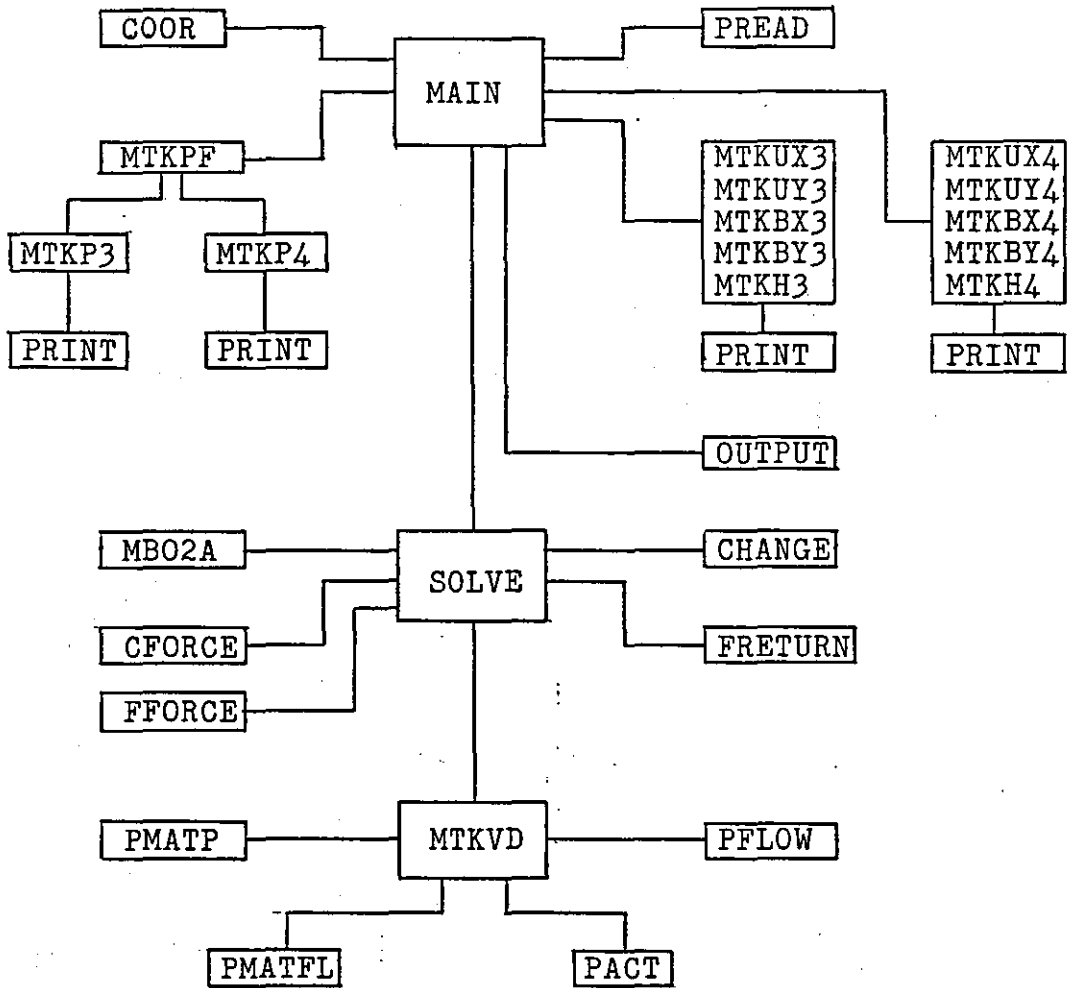 COOR
PREAD
MAIN
MTKPF
MTKUX3
MTKUY3
MTKBX3
MTKBY3
MTKH3
MTKUX4
MTKUY4
MTKBX4
MTKBY4
MTKH4
MTKP3
MTKP4
PRINT
PRINT
PRINT
PRINT
OUTPUT
MB02A
CHANGE
SOLVE
CFORCE
FRETURN
FFORCE
PMATP
MTKVD
PFLOW
PMATFL
PACT